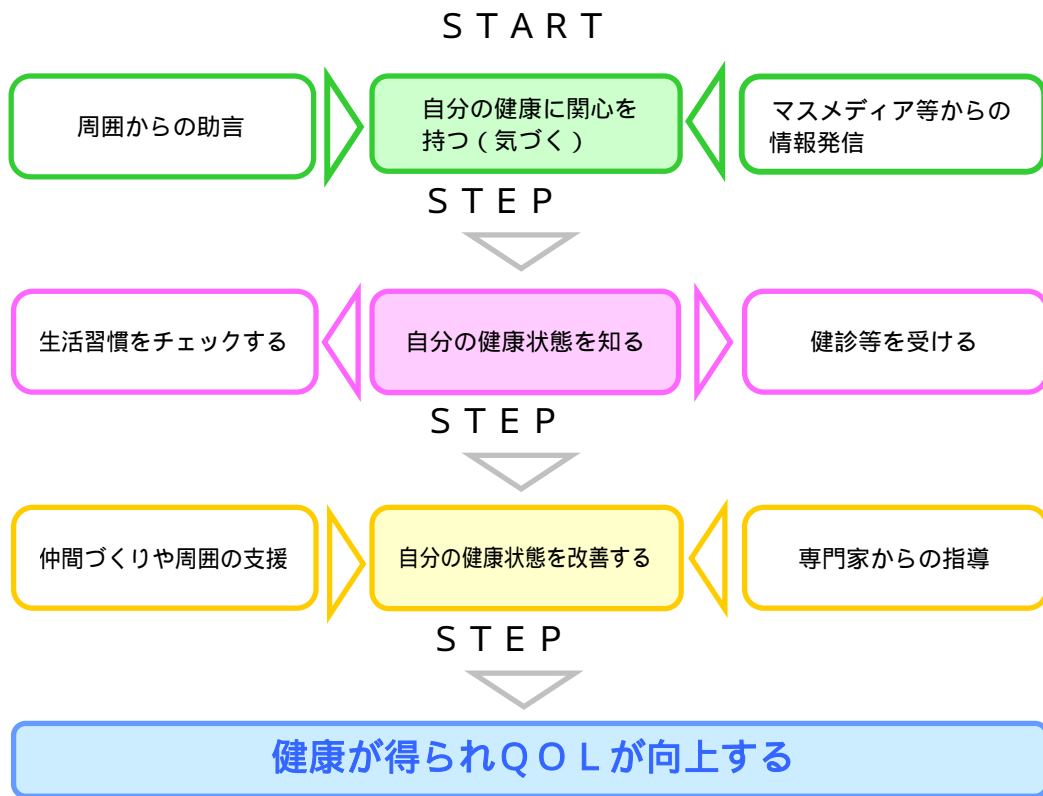 ＳＴＡＲＴ
周囲からの助言
自分の健康に関心を
持つ（気づく）
マスメディア等からの
情報発信
ＳＴＥＰ
生活習慣をチェックする
自分の健康状態を知る
健診等を受ける
ＳＴＥＰ
仲間づくりや周囲の支援
自分の健康状態を改善する
専門家からの指導
ＳＴＥＰ
健康が得られＱＯＬが向上する